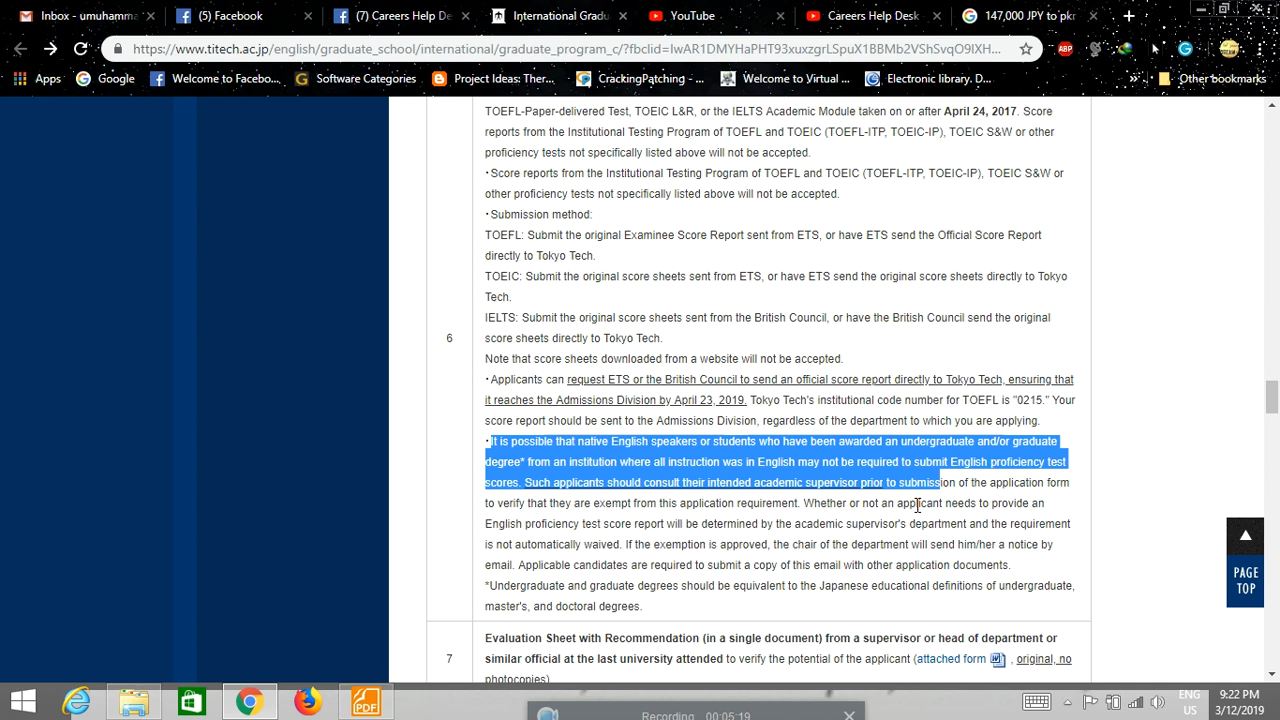 Inbox - umuhamma
(5) Facebook
(7) Careers Help De
International Gradu
YouTube
Careers Help Desk
147,000 JPY to pkr
https://www.titech.ac.jp/english/graduate_school/international/graduate_program_c/?fbclid=IwAR1DMYHaPHT93xuxzgrLSpuX1BBMb2VShSvqO9IXH...
ABP
Apps
Google
Welcome to Facebo...
Software Categories
Project Ideas: Ther...
CrackingPatching - ...
Welcome to Virtual ...
Electronic library. D...
Other bookmarks
TOEFL-Paper-delivered Test, TOEIC L&R, or the IELTS Academic Module taken on or after April 24, 2017. Score
reports from the Institutional Testing Program of TOEFL and TOEIC (TOEFL-ITP, TOEIC-IP), TOEIC S&W or other
proficiency tests not specifically listed above will not be accepted.
・Score reports from the Institutional Testing Program of TOEFL and TOEIC (TOEFL-ITP, TOEIC-IP), TOEIC S&W or
other proficiency tests not specifically listed above will not be accepted.
・Submission method:
TOEFL: Submit the original Examinee Score Report sent from ETS, or have ETS send the Official Score Report
directly to Tokyo Tech.
TOEIC: Submit the original score sheets sent from ETS, or have ETS send the original score sheets directly to Tokyo
Tech.
IELTS: Submit the original score sheets sent from the British Council, or have the British Council send the original
6
score sheets directly to Tokyo Tech.
Note that score sheets downloaded from a website will not be accepted.
・Applicants can request ETS or the British Council to send an official score report directly to Tokyo Tech, ensuring that
it reaches the Admissions Division by April 23, 2019. Tokyo Tech's institutional code number for TOEFL is "0215." Your
score report should be sent to the Admissions Division, regardless of the department to which you are applying.
・It is possible that native English speakers or students who have been awarded an undergraduate and/or graduate
degree* from an institution where all instruction was in English may not be required to submit English proficiency test
scores. Such applicants should consult their intended academic supervisor prior to submission of the application form
to verify that they are exempt from this application requirement. Whether or not an applicant needs to provide an
English proficiency test score report will be determined by the academic supervisor's department and the requirement
is not automatically waived. If the exemption is approved, the chair of the department will send him/her a notice by
email. Applicable candidates are required to submit a copy of this email with other application documents.
*Undergraduate and graduate degrees should be equivalent to the Japanese educational definitions of undergraduate,
master's, and doctoral degrees.
PAGE
TOP
Evaluation Sheet with Recommendation (in a single document) from a supervisor or head of department or
7
similar official at the last university attended to verify the potential of the applicant (attached form , original, no
photocopies)
PDF
Recording 00:05:19
ENG
US
9:22 PM
3/12/2019